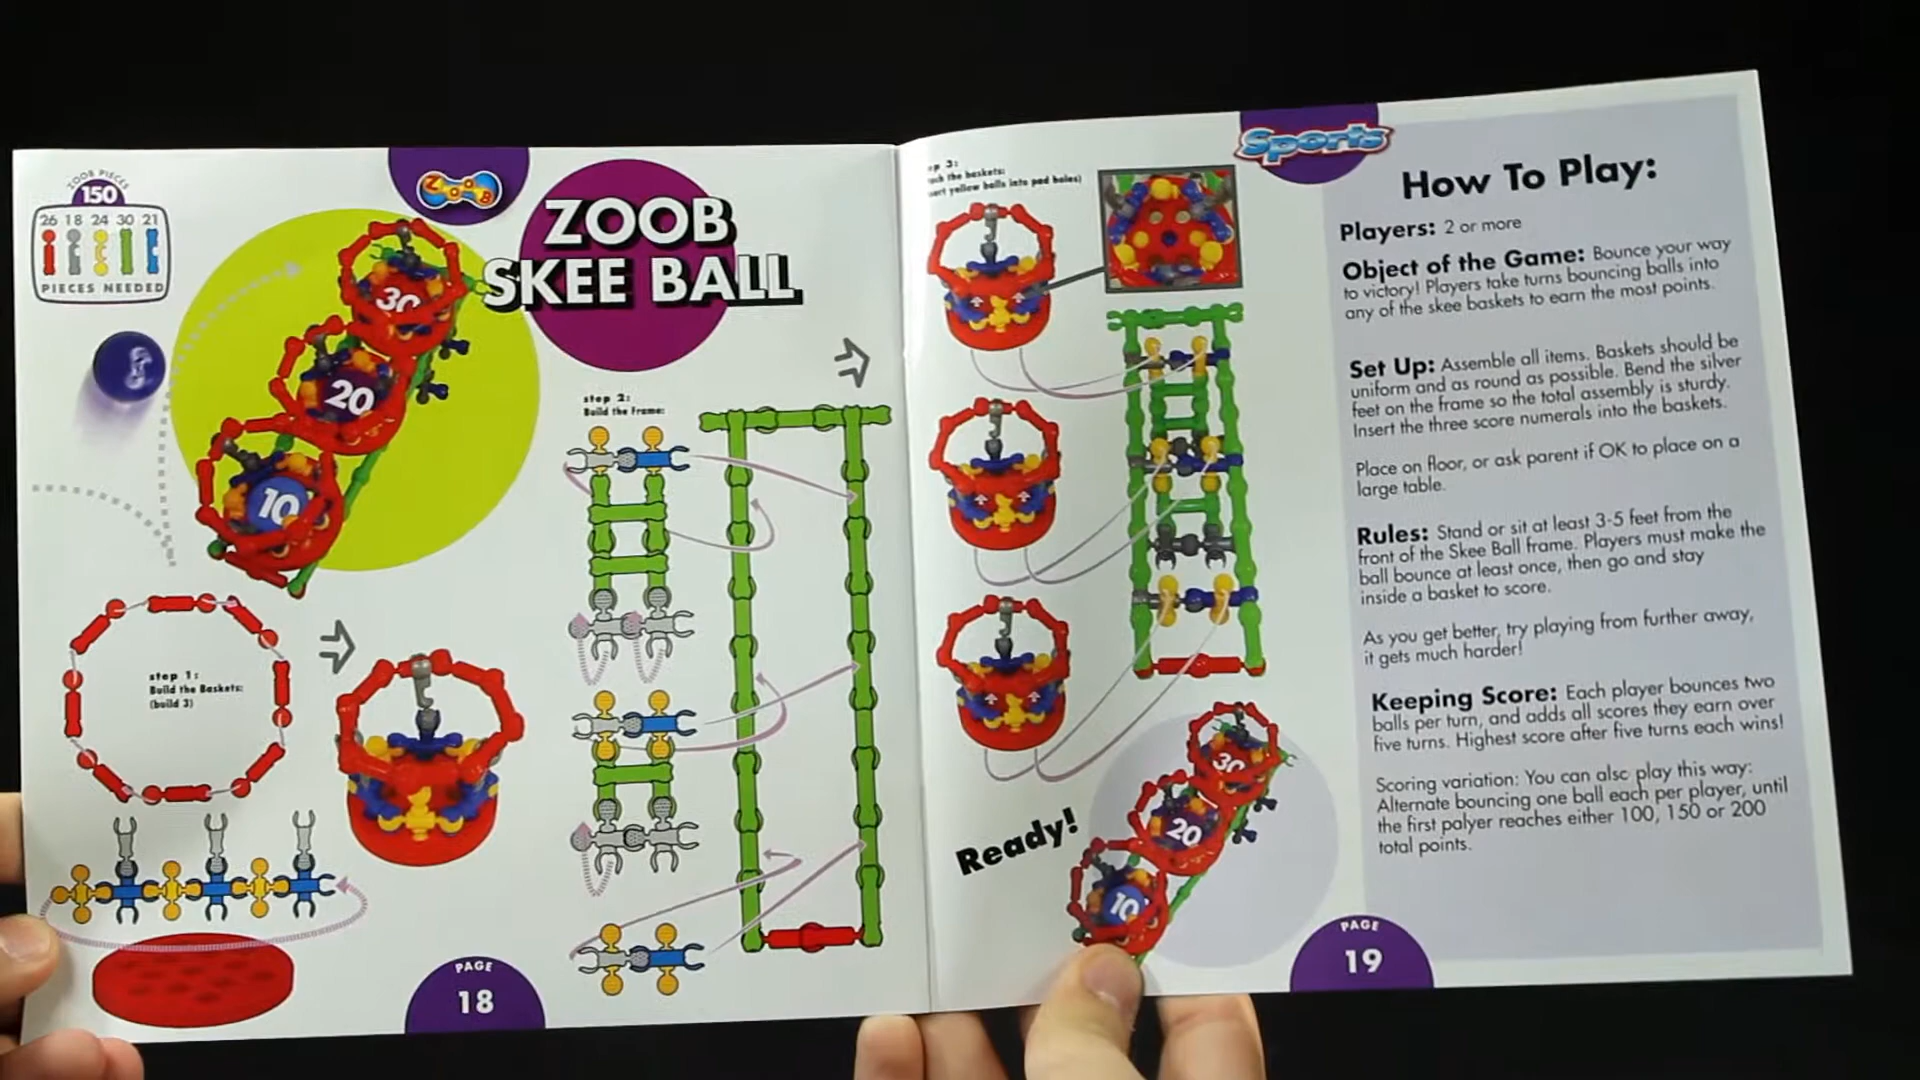 ZOOB PIECES
150
26 18 24 30 21
PIECES NEEDED
ZOOB
ZOOB
SKEE BALL
30
20
10
step 1:
Build the Baskets:
(build 3)
step 2:
Build the Frame:
PAGE
18
3:
the baskets:
yellow balls into pod holes)
Ready!
30
20
10
Sports
How To Play:
Players: 2 or more
Object of the Game: Bounce your way
to victory! Players take turns bouncing balls into
any of the skee baskets to earn the most points.
Set Up: Assemble all items. Baskets should be
uniform and as round as possible. Bend the silver
feet on the frame so the total assembly is sturdy.
Insert the three score numerals into the baskets.
Place on floor, or ask parent if OK to place on a
large table.
Rules: Stand or sit at least 3-5 feet from the
front of the Skee Ball frame. Players must make the
ball bounce at least once, then go and stay
inside a basket to score.
As you get better, try playing from further away,
it gets much harder!
Keeping Score: Each player bounces two
balls per turn, and adds all scores they earn over
five turns. Highest score after five turns each wins!
Scoring variation: You can also play this way:
Alternate bouncing one ball each per player, until
the first palyer reaches either 100, 150 or 200
total points.
PAGE
19